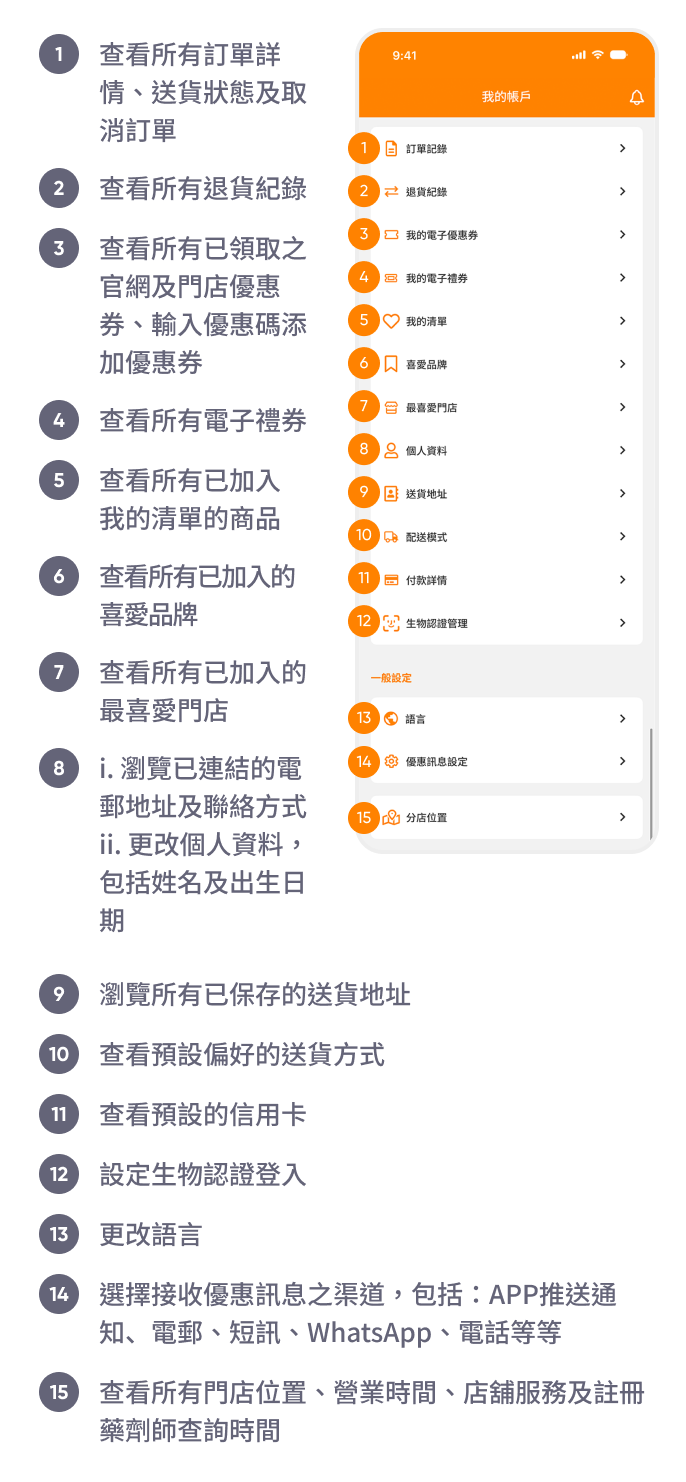 1
查看所有訂單詳
情、送貨狀態及取
消訂單
2
查看所有退貨紀錄
3
查看所有已領取之
官網及門店優惠
券、輸入優惠碼添
加優惠券
4
查看所有電子禮券
5
查看所有已加入
我的清單的商品
6
查看所有已加入的
喜愛品牌
7
查看所有已加入的
最喜愛門店
8
i. 瀏覽已連結的電
郵地址及聯絡方式
ii. 更改個人資料，
包括姓名及出生日
期
9:41
我的帳戶
1 訂單記錄
2 退貨紀錄
3 我的電子優惠券
4 我的電子禮券
5 我的清單
6 喜愛品牌
7 最喜愛門店
8 個人資料
9 送貨地址
10 配送模式
11 付款詳情
12 生物認證管理
一般設定
13 語言
14 優惠訊息設定
15 分店位置
9
瀏覽所有已保存的送貨地址
10
查看預設偏好的送貨方式
11
查看預設的信用卡
12
設定生物認證登入
13
更改語言
14
選擇接收優惠訊息之渠道，包括：APP推送通
知、電郵、短訊、WhatsApp、電話等等
15
查看所有門店位置、營業時間、店舖服務及註冊
藥劑師查詢時間